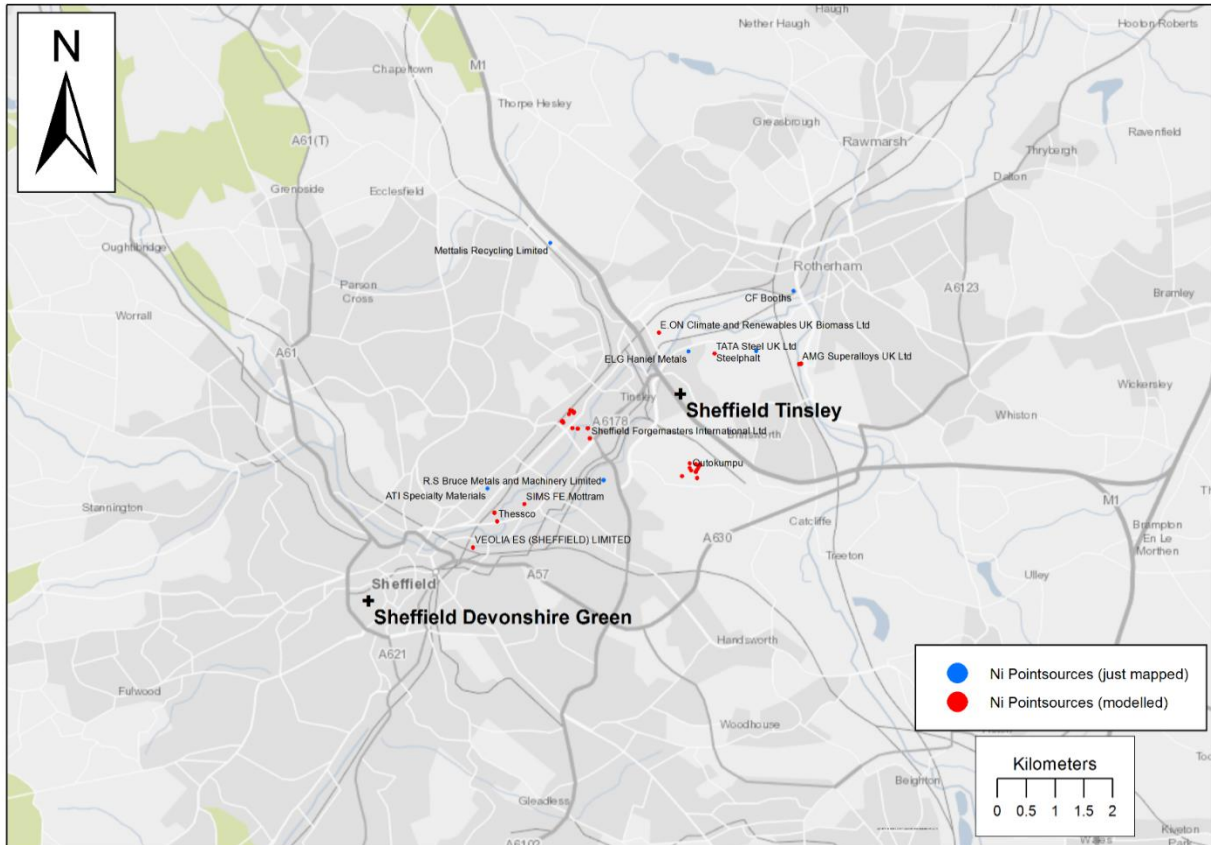 N
Haugh
Nether Haugh
Hooton Roberts
Chapeltown
M1
Thorpe Hesley
Greasbrough
Rawmarsh
Ravenfield
Thrybergh
A61(T)
Dalton
Grenoside
Ecclesfield
Oughtibridge
Mettalis Recycling Limited
Rotherham
Parson
Cross
A6123
Bramley
CF Booths
Worrall
E.ON Climate and Renewables UK Biomass Ltd
A61
TATA Steel UK Ltd
ELG Haniel Metals
Steelphalt
AMG Superalloys UK Ltd
Wickersley
Tinsley
Sheffield Tinsley
A6178
Whiston
Sheffield Forgemasters International Ltd
Brinsworth
Outokumpu
R.S Bruce Metals and Machinery Limited
ATI Specialty Materials
SIMS FE Mottram
M1
Stannington
Thessco
Catcliffe
Brampton
En Le
Morthen
A630
VEOLIA ES (SHEFFIELD) LIMITED
Treeton
A57
Ulley
Sheffield
Sheffield Devonshire Green
Handsworth
A621
Ni Pointsources (just mapped)
Fulwood
Ni Pointsources (modelled)
Woodhouse
Kilometers
Beighton
0 0.5 1 2
Gleadless
Kiveton
Park
A6102
Wales